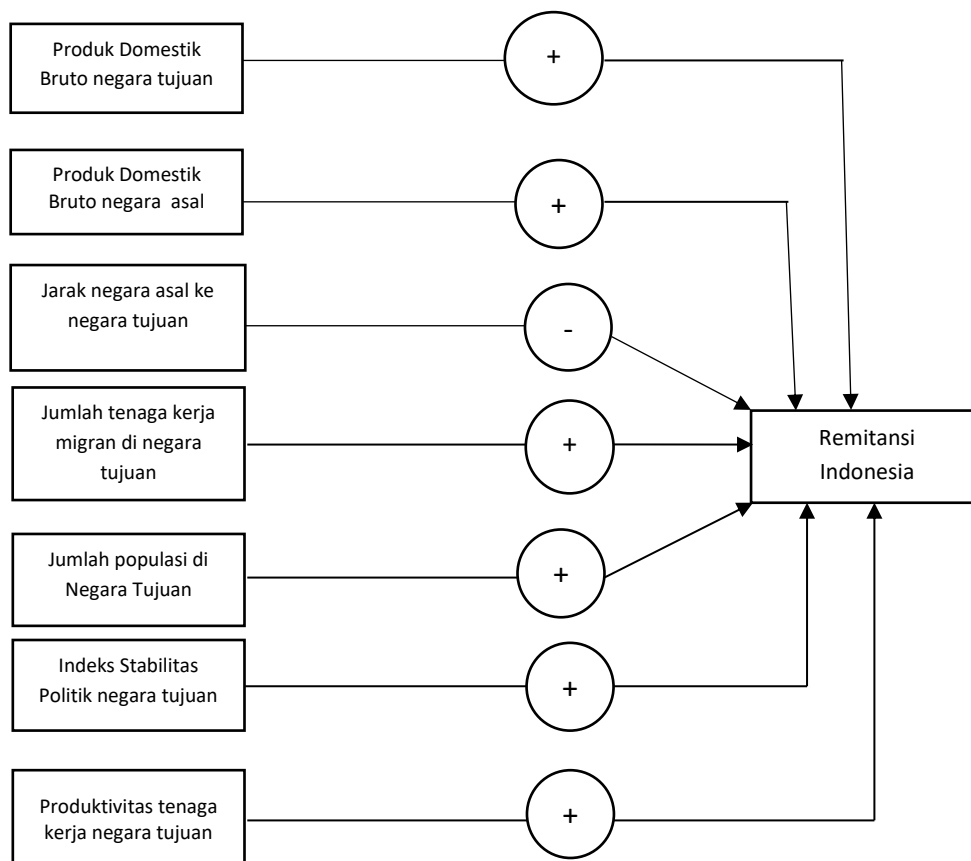 Produk Domestik
Bruto negara tujuan
+
Produk Domestik
Bruto negara asal
+
Jarak negara asal ke
negara tujuan
-
Jumlah tenaga kerja
migran di negara
tujuan
+
Remitansi
Indonesia
Jumlah populasi di
Negara Tujuan
+
Indeks Stabilitas
Politik negara tujuan
+
Produktivitas tenaga
kerja negara tujuan
+